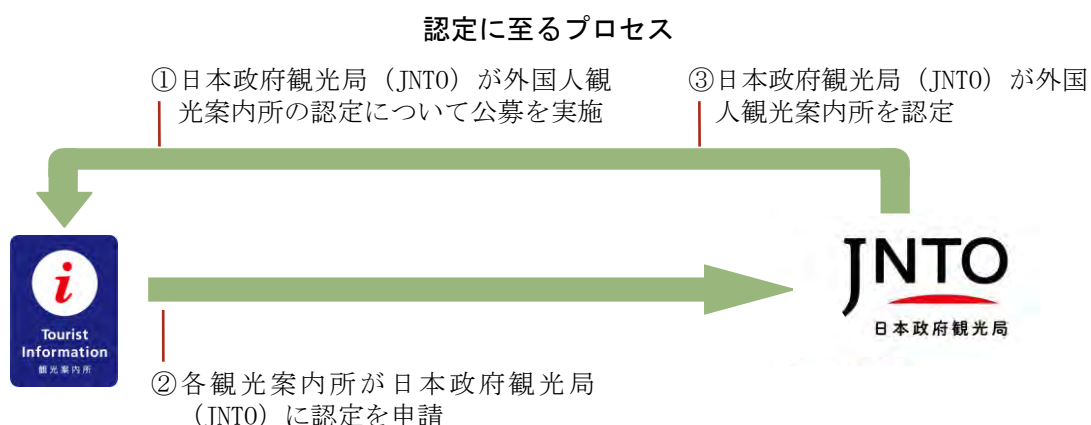 認定に至るプロセス
①日本政府観光局（JNTO）が外国人観
光案内所の認定について公募を実施
③日本政府観光局（JNTO）が外国
人観光案内所を認定
i
Tourist
Information
観光案内所
JNTO
日本政府観光局
②各観光案内所が日本政府観光局
（JNTO）に認定を申請